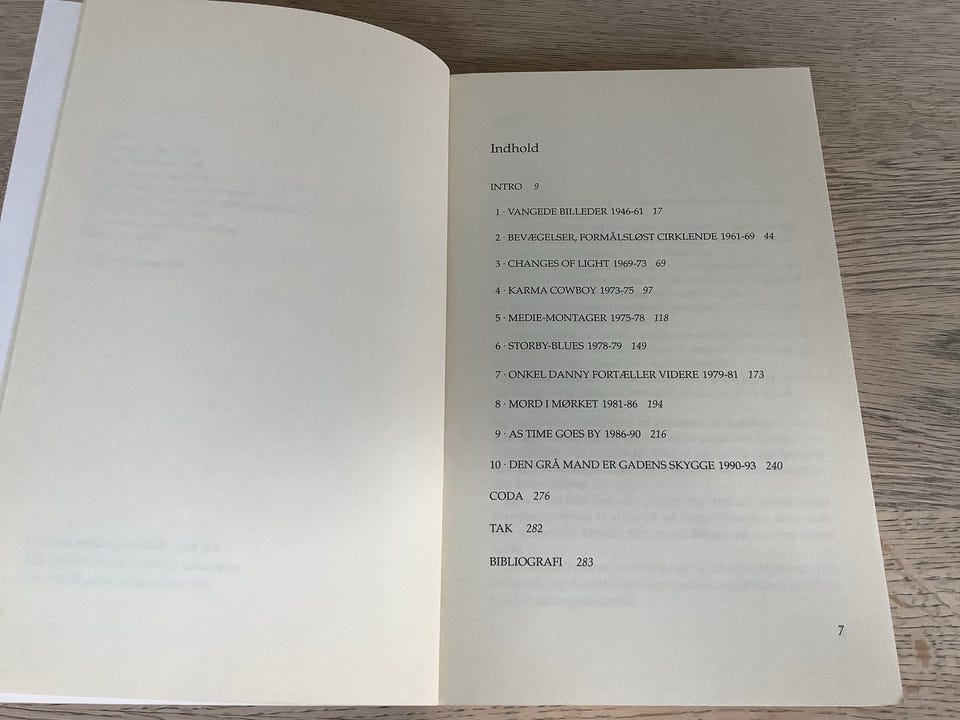 Indhold
INTRO 9
1 · VANGEDE BILLEDER 1946-61 17
2 · BEVÆGELSER, FORMÅLSLØST CIRKLENDE 1961-69 44
3 · CHANGES OF LIGHT 1969-73 69
4 · KARMA COWBOY 1973-75 97
5 · MEDIE-MONTAGER 1975-78 118
6 · STORBY-BLUES 1978-79 149
7 · ONKEL DANNY FORTÆLLER VIDERE 1979-81 173
8 · MORD I MØRKET 1981-86 194
9 · AS TIME GOES BY 1986-90 216
10 · DEN GRÅ MAND ER GADENS SKYGGE 1990-93 240
CODA 276
TAK 282
BIBLIOGRAFI 283
7